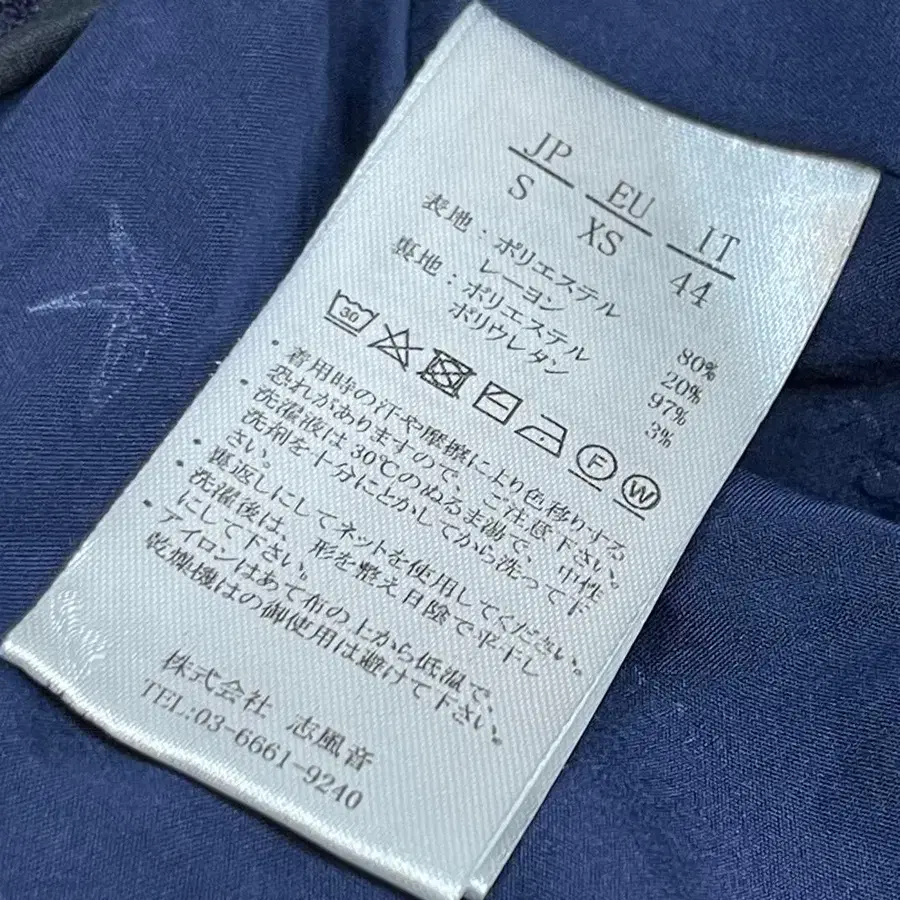 JP EU IT
S XS 44
表地：ポリエステル 80%
レーヨン 20%
裏地：ポリエステル 97%
ポリウレタン 3%
30
F W
・着用時の汗や摩擦により色移りする
恐れがありますので、ご注意下さい。
・洗濯液は30℃のぬるま湯で、中性
洗剤を十分にとかしてから洗って下
さい。
・裏返しにしてネットを使用してください。
・洗濯後は、形を整え日陰で平干し
にして下さい。
・アイロンはあて布の上から低温で、
乾燥機はの御使用は避けて下さい。
株式会社 志風音
TEL:03-6661-9240